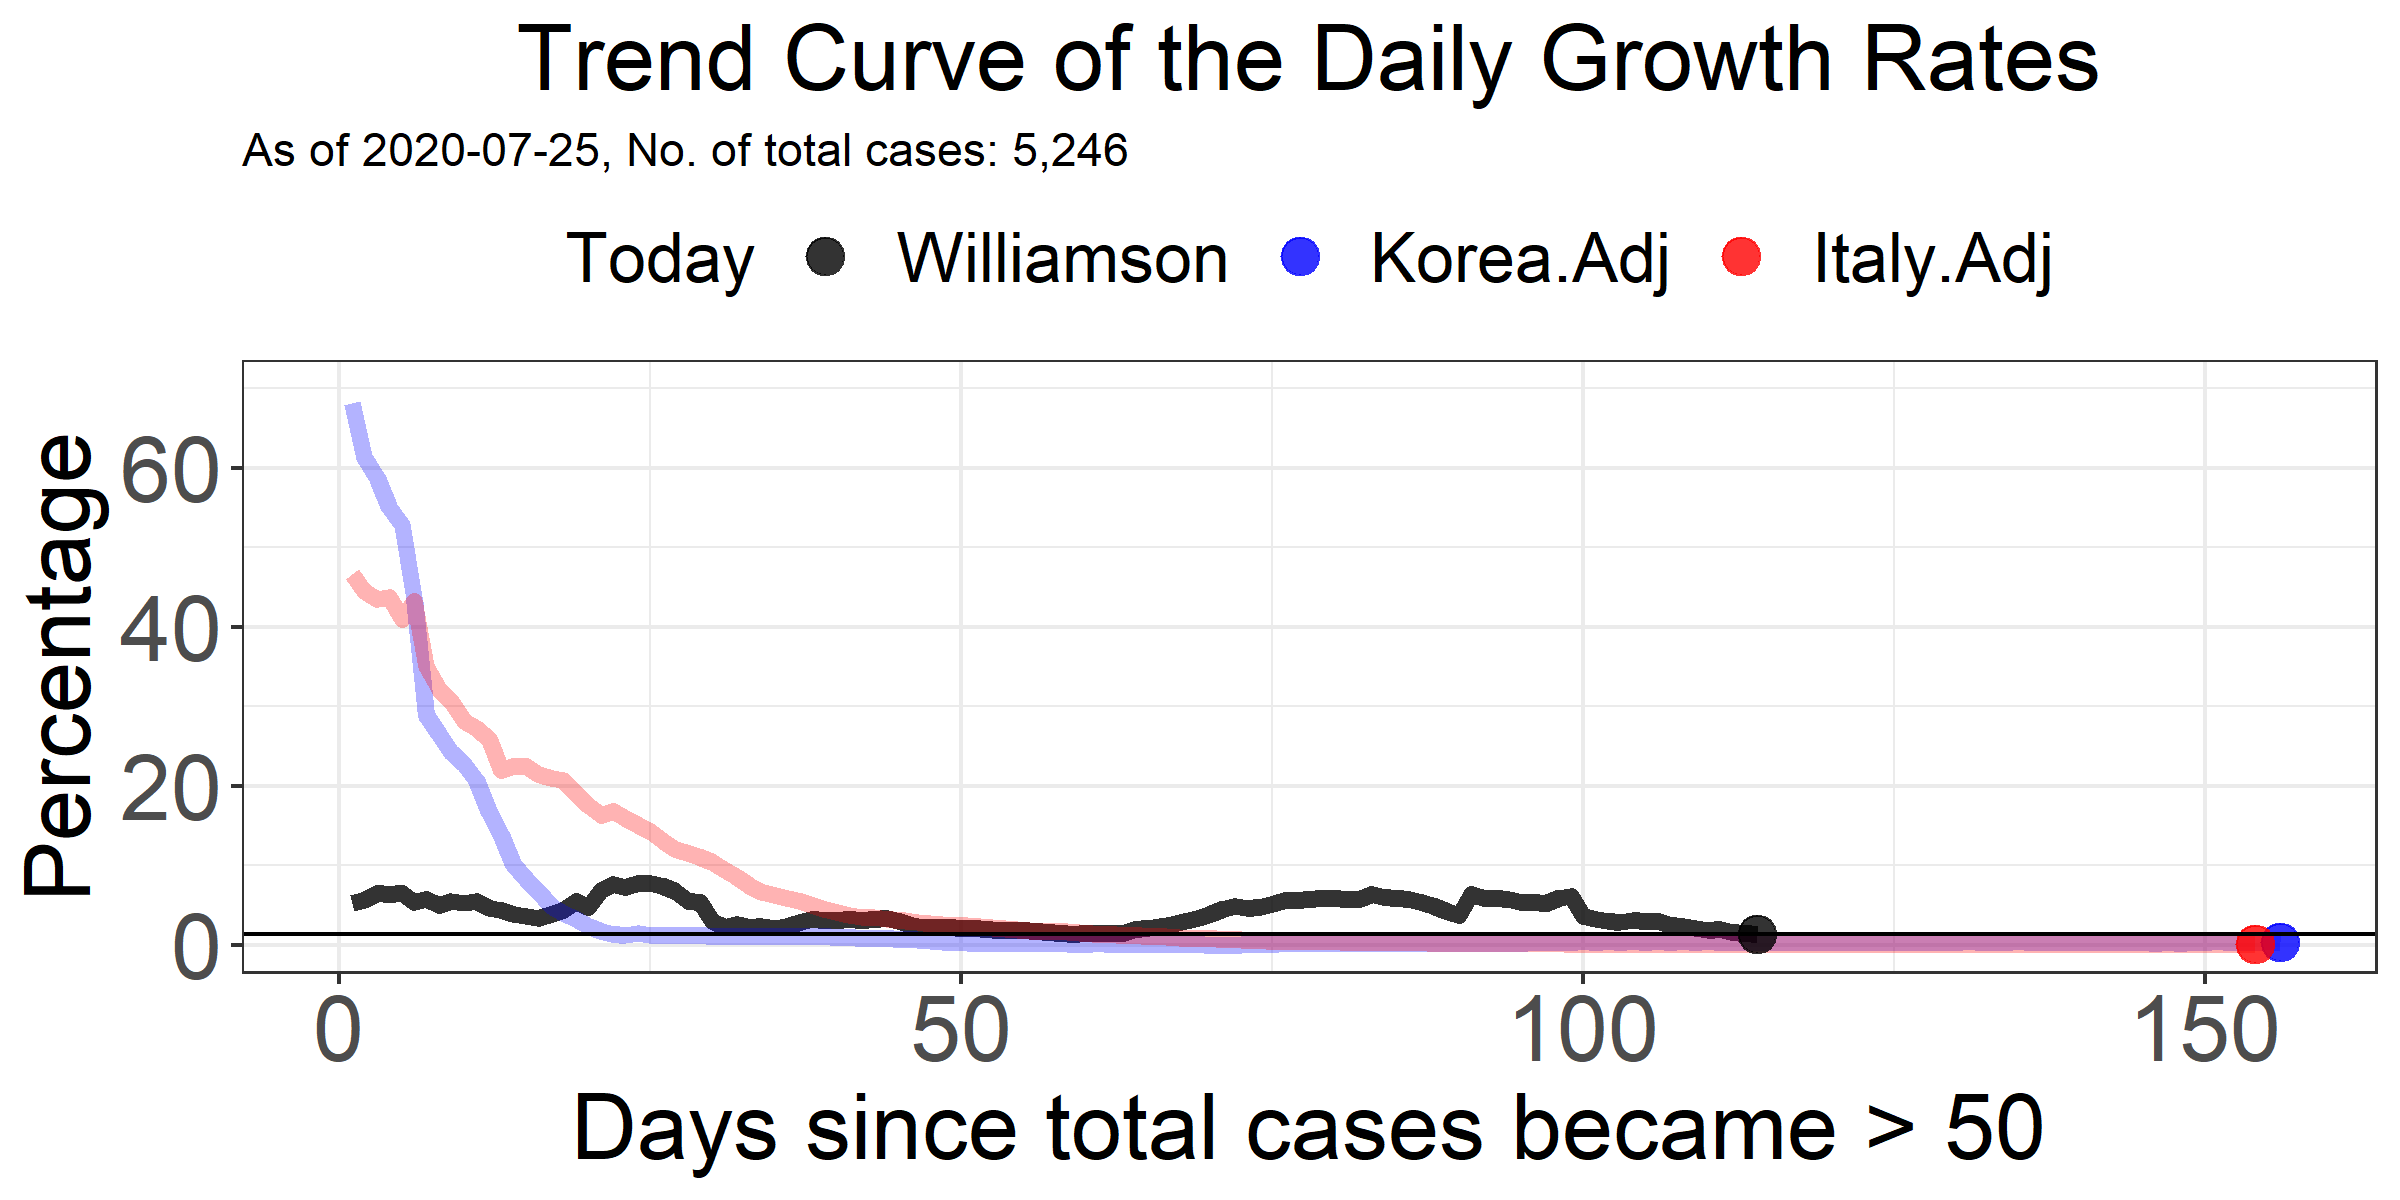 Trend Curve of the Daily Growth Rates
As of 2020-07-25, No. of total cases: 5,246
Today Williamson Korea.Adj Italy.Adj
Percentage
60
40
20
0
0 50 100 150
Days since total cases became > 50